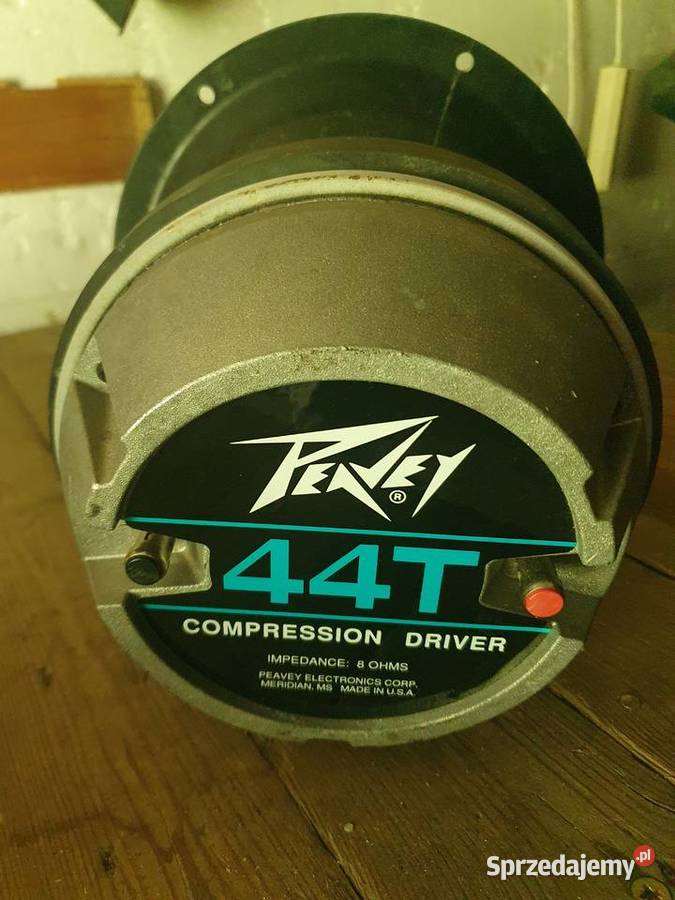 PEAVEY®
44T
COMPRESSION DRIVER
IMPEDANCE: 8 OHMS
PEAVEY ELECTRONICS CORP.
MERIDIAN, MS MADE IN U.S.A.
Sprzedajemy.pl